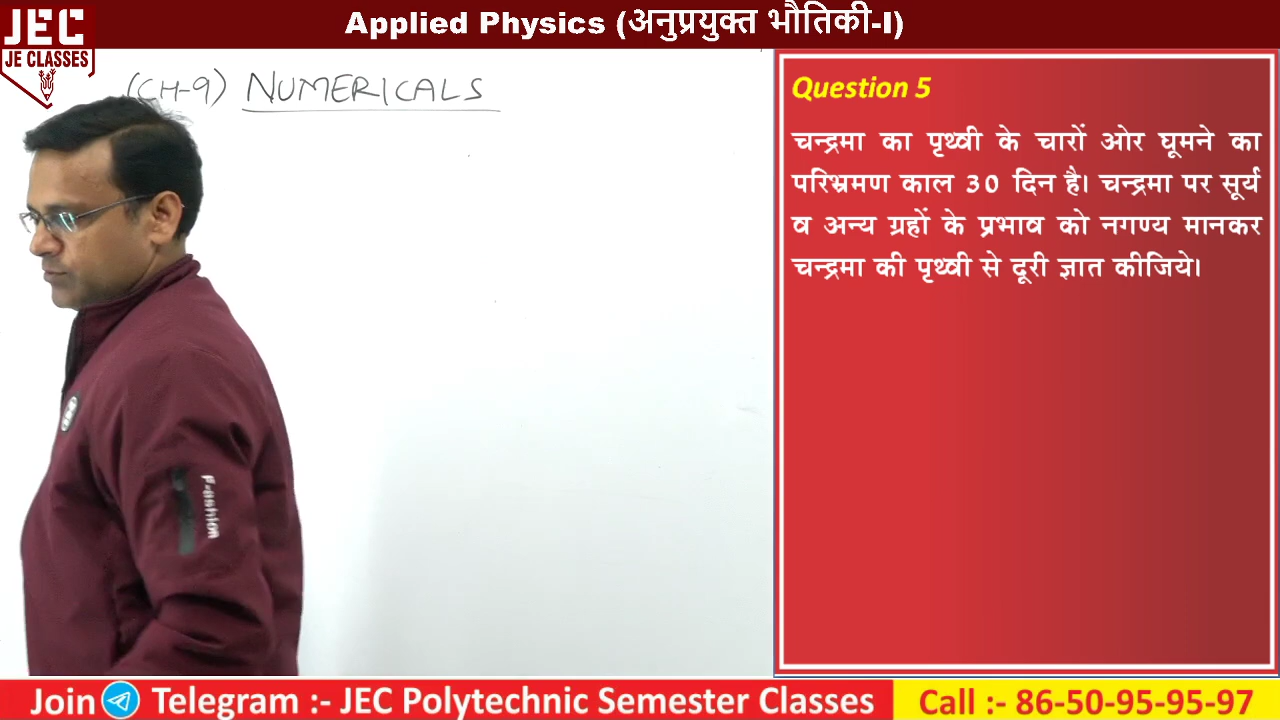 Applied Physics (अनुप्रयुक्त भौतिकी-I)
JEC
JE CLASSES
(CH-9) NUMERICALS
Question 5
चन्द्रमा का पृथ्वी के चारों ओर घूमने का
परिभ्रमण काल 30 दिन है। चन्द्रमा पर सूर्य
व अन्य ग्रहों के प्रभाव को नगण्य मानकर
चन्द्रमा की पृथ्वी से दूरी ज्ञात कीजिये।
Fashion
Join Telegram :- JEC Polytechnic Semester Classes
Call :- 86-50-95-95-97